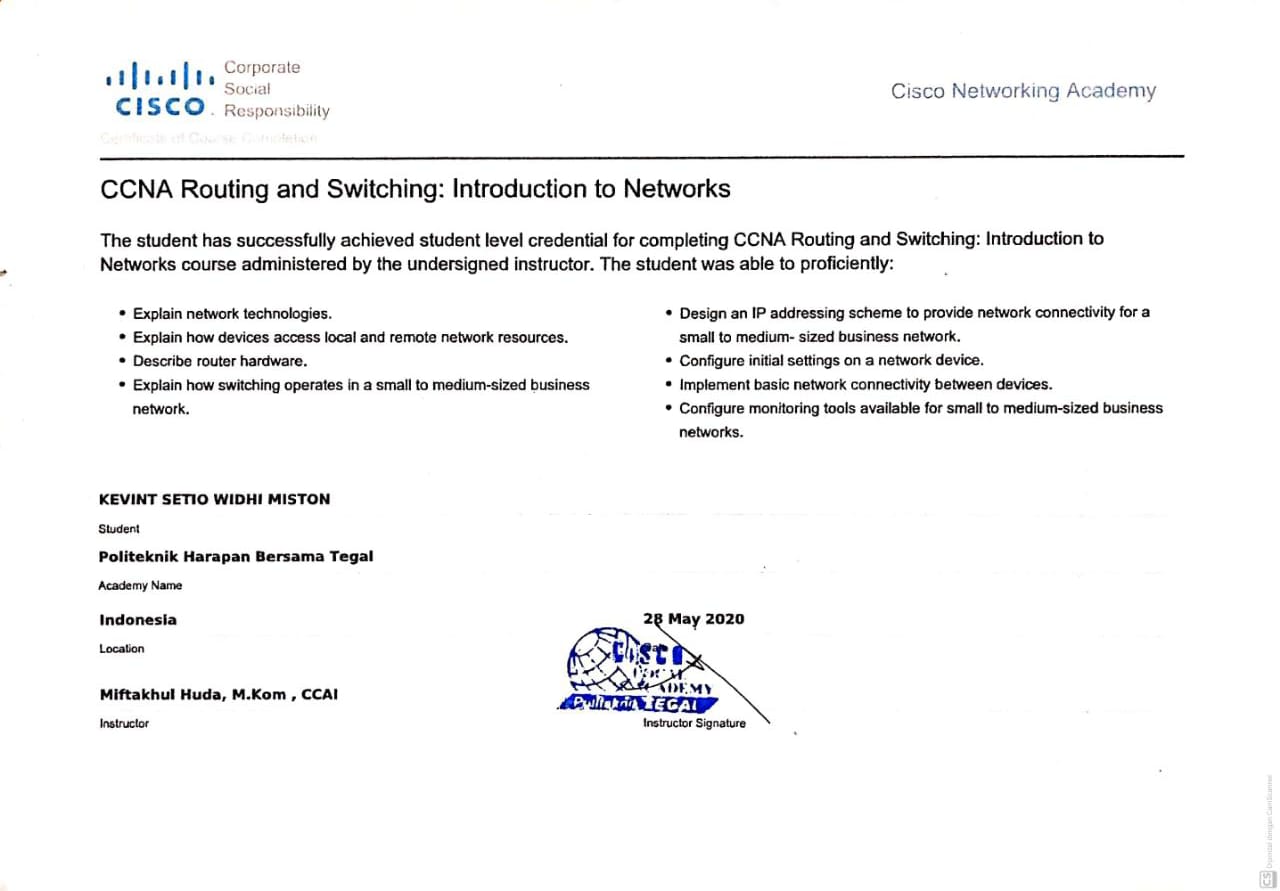 Corporate
Social
CISCO. Responsibility
Cisco Networking Academy
Certificate of Course Completion
CCNA Routing and Switching: Introduction to Networks
The student has successfully achieved student level credential for completing CCNA Routing and Switching: Introduction to
Networks course administered by the undersigned instructor. The student was able to proficiently:
• Explain network technologies.
• Explain how devices access local and remote network resources.
• Describe router hardware.
• Explain how switching operates in a small to medium-sized business
network.
• Design an IP addressing scheme to provide network connectivity for a
small to medium- sized business network.
• Configure initial settings on a network device.
• Implement basic network connectivity between devices.
• Configure monitoring tools available for small to medium-sized business
networks.
KEVINT SETIO WIDHI MISTON
Student
Politeknik Harapan Bersama Tegal
Academy Name
Indonesia
Location
28 May 2020
CISCO
TEGAL
Miftakhul Huda, M.Kom , CCAI
Instructor
Instructor Signature
CS Dipindai dengan CamScanner